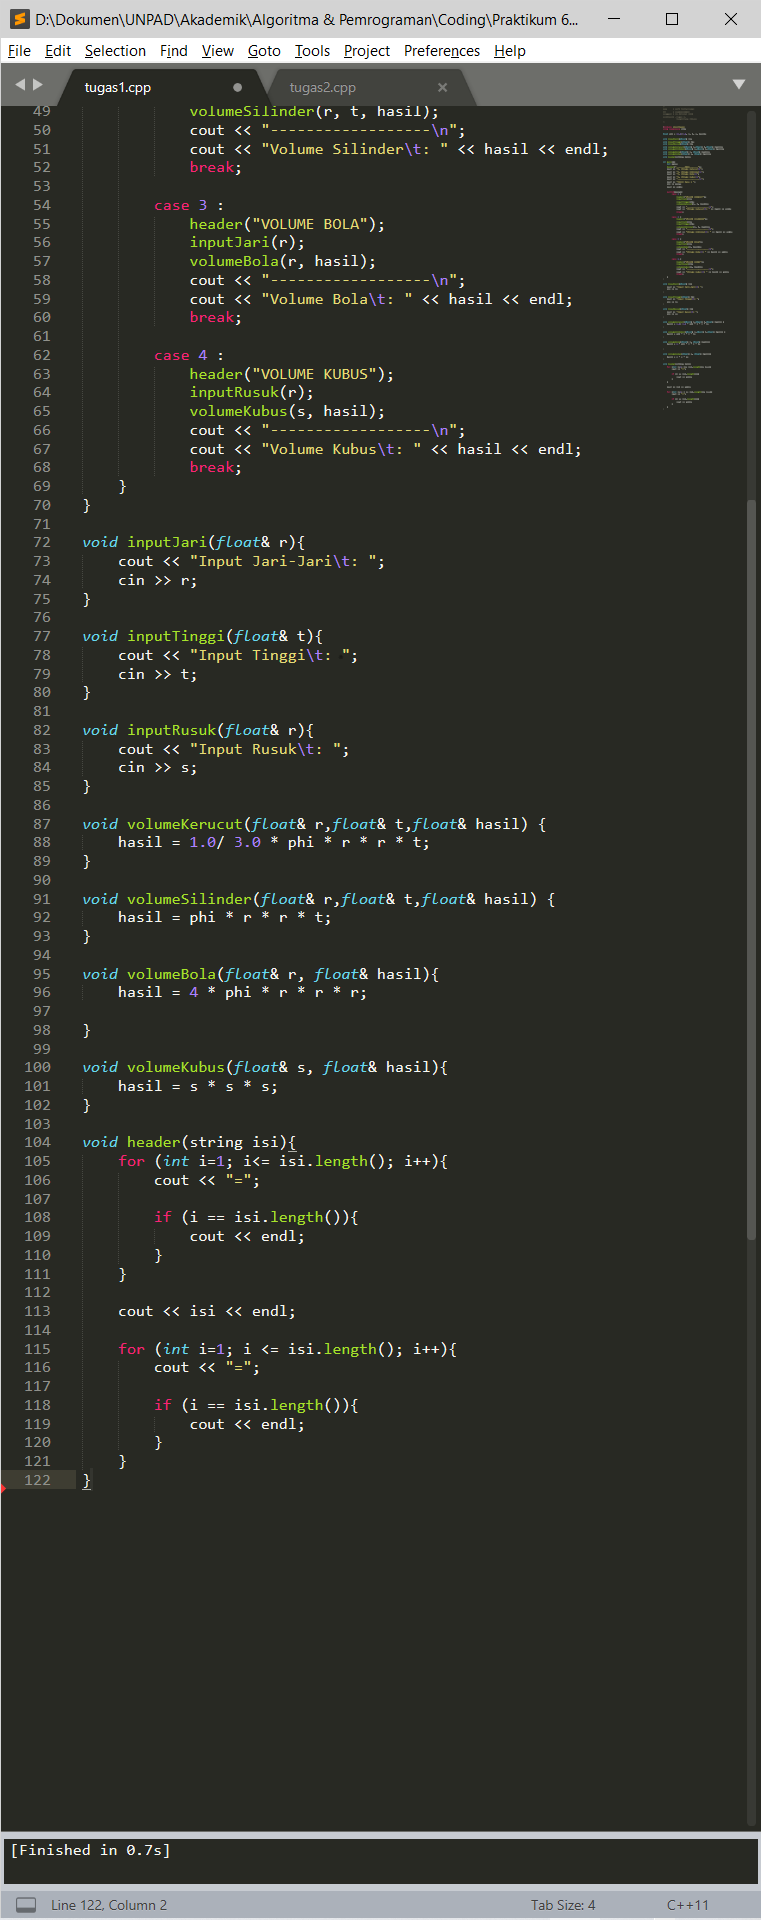 D:\Dokumen\UNPAD\Akademik\Algoritma & Pemrograman\Coding\Praktikum 6...
File Edit Selection Find View Goto Tools Project Preferences Help
tugas1.cpp tugas2.cpp
49 volumeSilinder(r, t, hasil);
50 cout << "------------------\n";
51 cout << "Volume Silinder\t: " << hasil << endl;
52 break;
53
54 case 3 :
55 header("VOLUME BOLA");
56 inputJari(r);
57 volumeBola(r, hasil);
58 cout << "------------------\n";
59 cout << "Volume Bola\t: " << hasil << endl;
60 break;
61
62 case 4 :
63 header("VOLUME KUBUS");
64 inputRusuk(r);
65 volumeKubus(s, hasil);
66 cout << "------------------\n";
67 cout << "Volume Kubus\t: " << hasil << endl;
68 break;
69 }
70 }
71
72 void inputJari(float& r){
73 cout << "Input Jari-Jari\t: ";
74 cin >> r;
75 }
76
77 void inputTinggi(float& t){
78 cout << "Input Tinggi\t: ";
79 cin >> t;
80 }
81
82 void inputRusuk(float& r){
83 cout << "Input Rusuk\t: ";
84 cin >> s;
85 }
86
87 void volumeKerucut(float& r,float& t,float& hasil) {
88 hasil = 1.0/ 3.0 * phi * r * r * t;
89 }
90
91 void volumeSilinder(float& r,float& t,float& hasil) {
92 hasil = phi * r * r * t;
93 }
94
95 void volumeBola(float& r, float& hasil){
96 hasil = 4 * phi * r * r * r;
97
98 }
99
100 void volumeKubus(float& s, float& hasil){
101 hasil = s * s * s;
102 }
103
104 void header(string isi){
105 for (int i=1; i<= isi.length(); i++){
106 cout << "=";
107
108 if (i == isi.length()){
109 cout << endl;
110 }
111 }
112
113 cout << isi << endl;
114
115 for (int i=1; i <= isi.length(); i++){
116 cout << "=";
117
118 if (i == isi.length()){
119 cout << endl;
120 }
121 }
122 }
[Finished in 0.7s]
Line 122, Column 2 Tab Size: 4 C++11